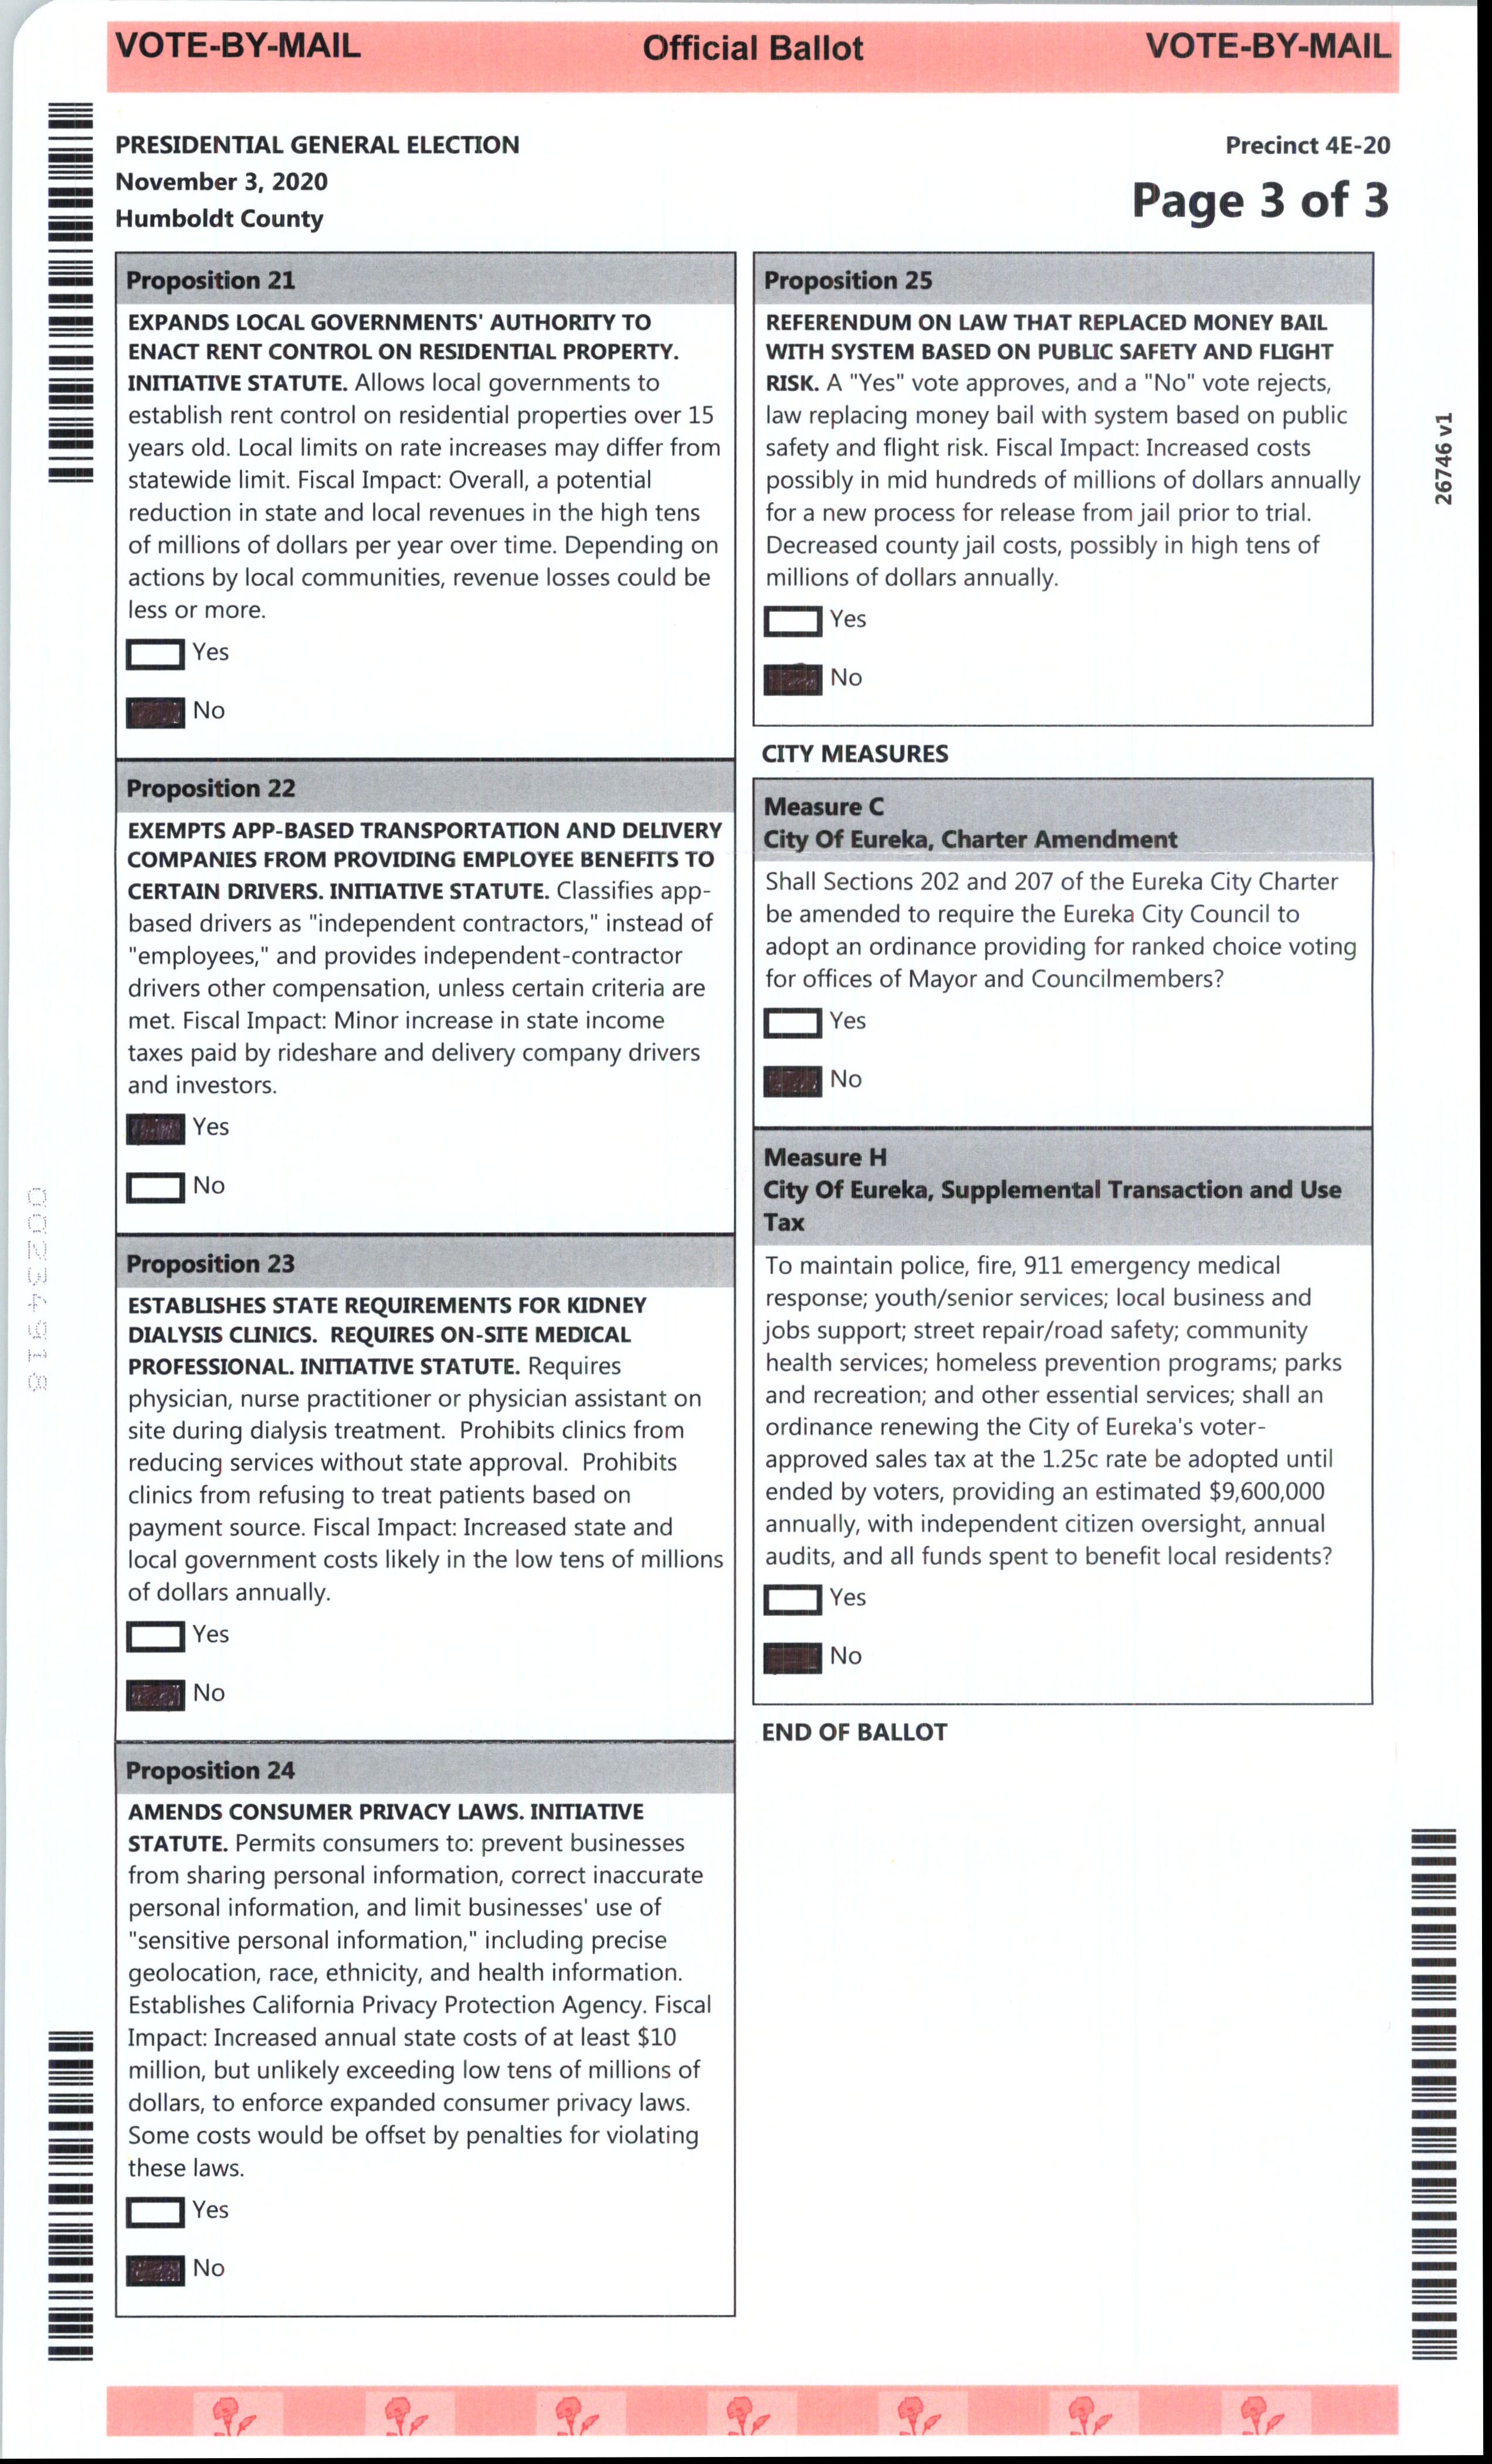 VOTE-BY-MAIL Official Ballot VOTE-BY-MAIL
PRESIDENTIAL GENERAL ELECTION
November 3, 2020
Humboldt County
Precinct 4E-20
Page 3 of 3
Proposition 21
EXPANDS LOCAL GOVERNMENTS' AUTHORITY TO
ENACT RENT CONTROL ON RESIDENTIAL PROPERTY.
INITIATIVE STATUTE. Allows local governments to
establish rent control on residential properties over 15
years old. Local limits on rate increases may differ from
statewide limit. Fiscal Impact: Overall, a potential
reduction in state and local revenues in the high tens
of millions of dollars per year over time. Depending on
actions by local communities, revenue losses could be
less or more.
Yes
No
Proposition 22
EXEMPTS APP-BASED TRANSPORTATION AND DELIVERY
COMPANIES FROM PROVIDING EMPLOYEE BENEFITS TO
CERTAIN DRIVERS. INITIATIVE STATUTE. Classifies app-
based drivers as "independent contractors," instead of
"employees," and provides independent-contractor
drivers other compensation, unless certain criteria are
met. Fiscal Impact: Minor increase in state income
taxes paid by rideshare and delivery company drivers
and investors.
Yes
No
Proposition 23
ESTABLISHES STATE REQUIREMENTS FOR KIDNEY
DIALYSIS CLINICS.  REQUIRES ON-SITE MEDICAL
PROFESSIONAL. INITIATIVE STATUTE. Requires
physician, nurse practitioner or physician assistant on
site during dialysis treatment.  Prohibits clinics from
reducing services without state approval.  Prohibits
clinics from refusing to treat patients based on
payment source. Fiscal Impact: Increased state and
local government costs likely in the low tens of millions
of dollars annually.
Yes
No
Proposition 24
AMENDS CONSUMER PRIVACY LAWS. INITIATIVE
STATUTE. Permits consumers to: prevent businesses
from sharing personal information, correct inaccurate
personal information, and limit businesses' use of
"sensitive personal information," including precise
geolocation, race, ethnicity, and health information.
Establishes California Privacy Protection Agency. Fiscal
Impact: Increased annual state costs of at least $10
million, but unlikely exceeding low tens of millions of
dollars, to enforce expanded consumer privacy laws.
Some costs would be offset by penalties for violating
these laws.
Yes
No
Proposition 25
REFERENDUM ON LAW THAT REPLACED MONEY BAIL
WITH SYSTEM BASED ON PUBLIC SAFETY AND FLIGHT
RISK. A "Yes" vote approves, and a "No" vote rejects,
law replacing money bail with system based on public
safety and flight risk. Fiscal Impact: Increased costs
possibly in mid hundreds of millions of dollars annually
for a new process for release from jail prior to trial.
Decreased county jail costs, possibly in high tens of
millions of dollars annually.
Yes
No
CITY MEASURES
Measure C
City Of Eureka, Charter Amendment
Shall Sections 202 and 207 of the Eureka City Charter
be amended to require the Eureka City Council to
adopt an ordinance providing for ranked choice voting
for offices of Mayor and Councilmembers?
Yes
No
Measure H
City Of Eureka, Supplemental Transaction and Use
Tax
To maintain police, fire, 911 emergency medical
response; youth/senior services; local business and
jobs support; street repair/road safety; community
health services; homeless prevention programs; parks
and recreation; and other essential services; shall an
ordinance renewing the City of Eureka's voter-
approved sales tax at the 1.25c rate be adopted until
ended by voters, providing an estimated $9,600,000
annually, with independent citizen oversight, annual
audits, and all funds spent to benefit local residents?
Yes
No
END OF BALLOT
26746 v1